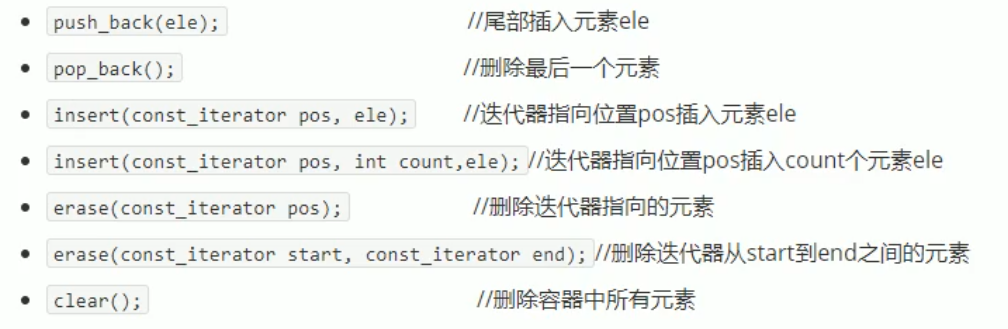 push_back(ele); //尾部插入元素ele
pop_back(); //删除最后一个元素
insert(const_iterator pos, ele); //迭代器指向位置pos插入元素ele
insert(const_iterator pos, int count,ele); //迭代器指向位置pos插入count个元素ele
erase(const_iterator pos); //删除迭代器指向的元素
erase(const_iterator start, const_iterator end); //删除迭代器从start到end之间的元素
clear(); //删除容器中所有元素